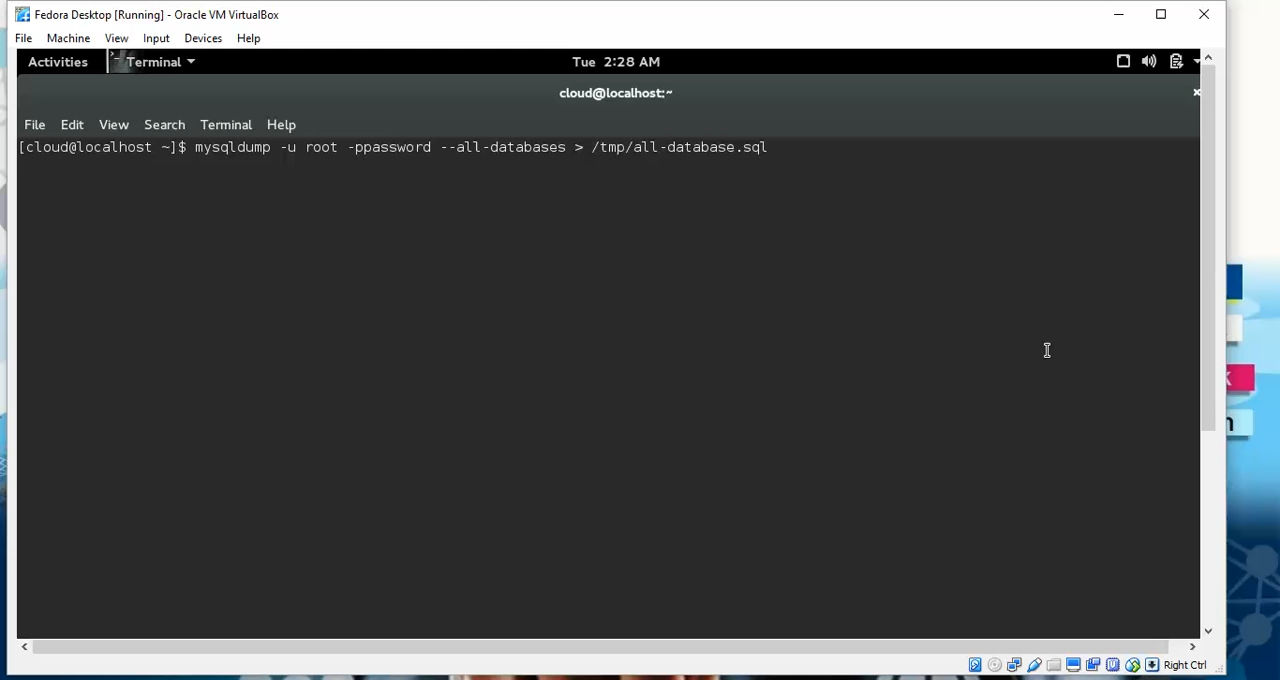 Fedora Desktop [Running] - Oracle VM VirtualBox
File Machine View Input Devices Help
Activities Terminal Tue 2:28 AM
cloud@localhost:~
File Edit View Search Terminal Help
[cloud@localhost ~]$ mysqldump -u root -ppassword --all-databases > /tmp/all-database.sql
Right Ctrl